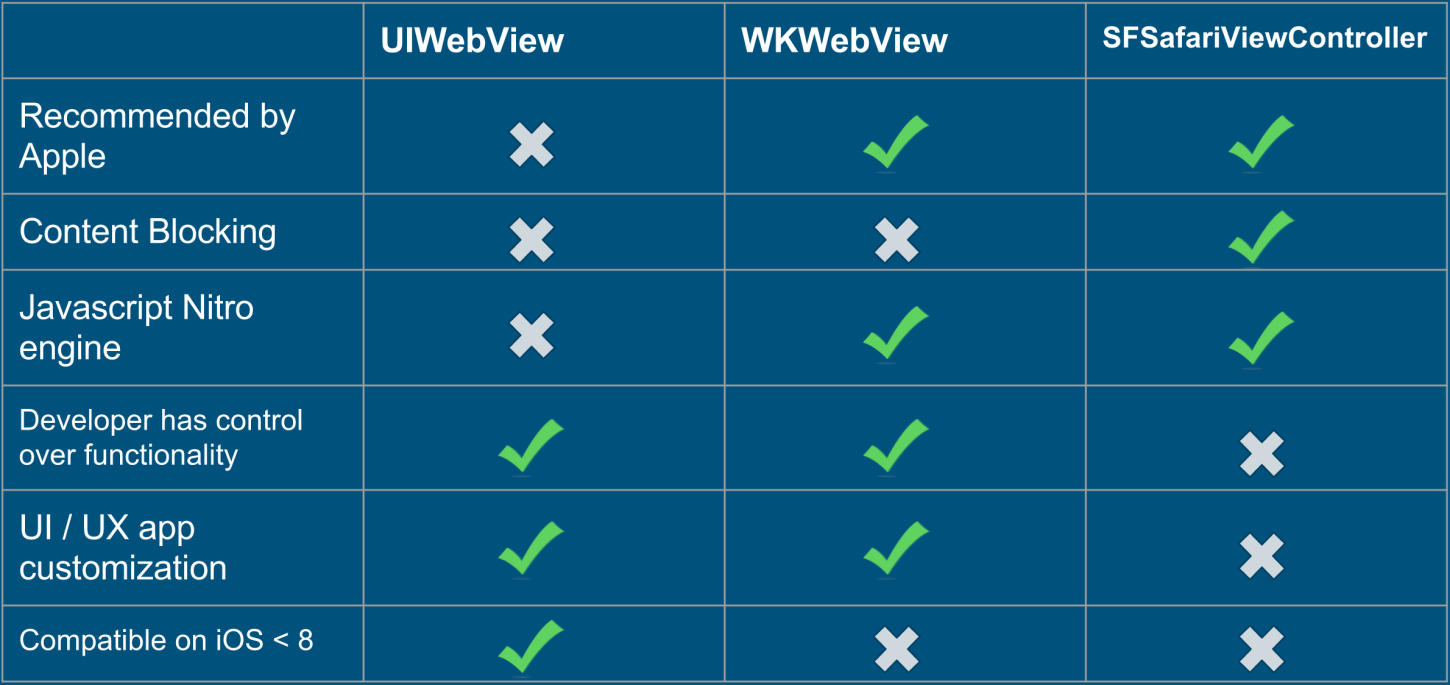 UIWebView WKWebView SFSafariViewController
Recommended by
Apple
Content Blocking
Javascript Nitro
engine
Developer has control
over functionality
UI / UX app
customization
Compatible on iOS < 8